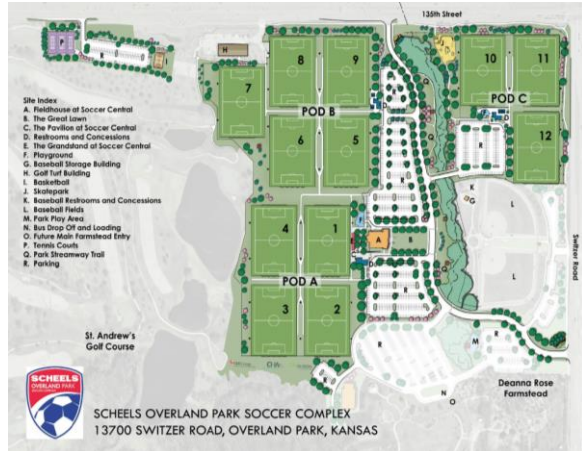 135th Street
P
R
H
8
9
10
11
7
POD B
POD C
6
5
12
R
Site Index
A. Fieldhouse at Soccer Central
B. The Great Lawn
C. The Pavilion at Soccer Central
D. Restrooms and Concessions
E. The Grandstand at Soccer Central
F. Playground
G. Baseball Storage Building
H. Golf Turf Building
I. Basketball
J. Skatepark
K. Baseball Restrooms and Concessions
L. Baseball Fields
M. Park Play Area
N. Bus Drop Off and Loading
O. Future Main Farmstead Entry
P. Tennis Courts
Q. Park Streamway Trail
R. Parking
K
G
L
L
Switzer Road
4
1
A
B
POD A
3
2
R
R
M
R
St. Andrew's
Golf Course
N
O
Deanna Rose
Farmstead
SCHEELS
OVERLAND PARK
SCHEELS OVERLAND PARK SOCCER COMPLEX
13700 SWITZER ROAD, OVERLAND PARK, KANSAS